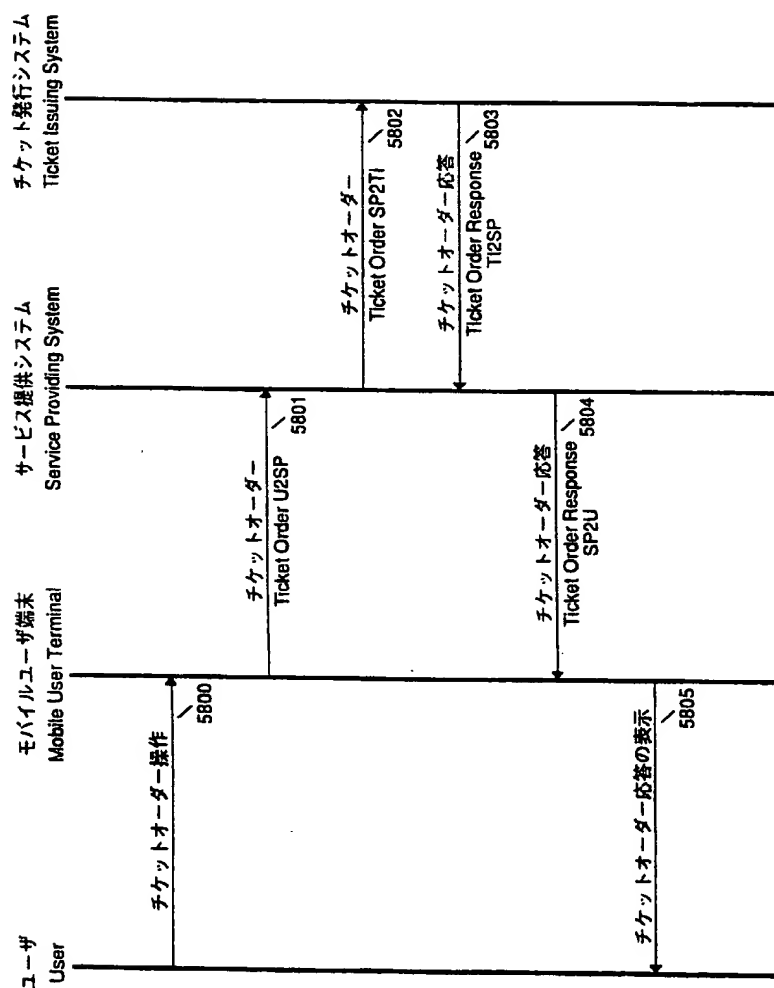 ユーザ
User
モバイルユーザ端末
Mobile User Terminal
サービス提供システム
Service Providing System
チケット発行システム
Ticket Issuing System
チケットオーダー操作
5800
チケットオーダー
Ticket Order U2SP
5801
チケットオーダー
Ticket Order SP2TI
5802
チケットオーダー応答
Ticket Order Response
TI2SP
5803
チケットオーダー応答
Ticket Order Response
SP2U
5804
チケットオーダー応答の表示
5805